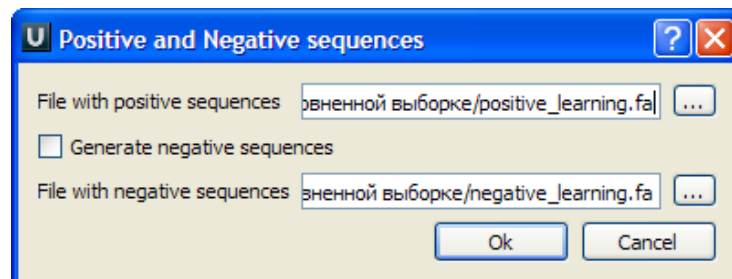 U Positive and Negative sequences ?
File with positive sequences овненной выборке/positive_learning.fa ...
Generate negative sequences
File with negative sequences вненной выборке/negative_learning.fa ...
Ok Cancel